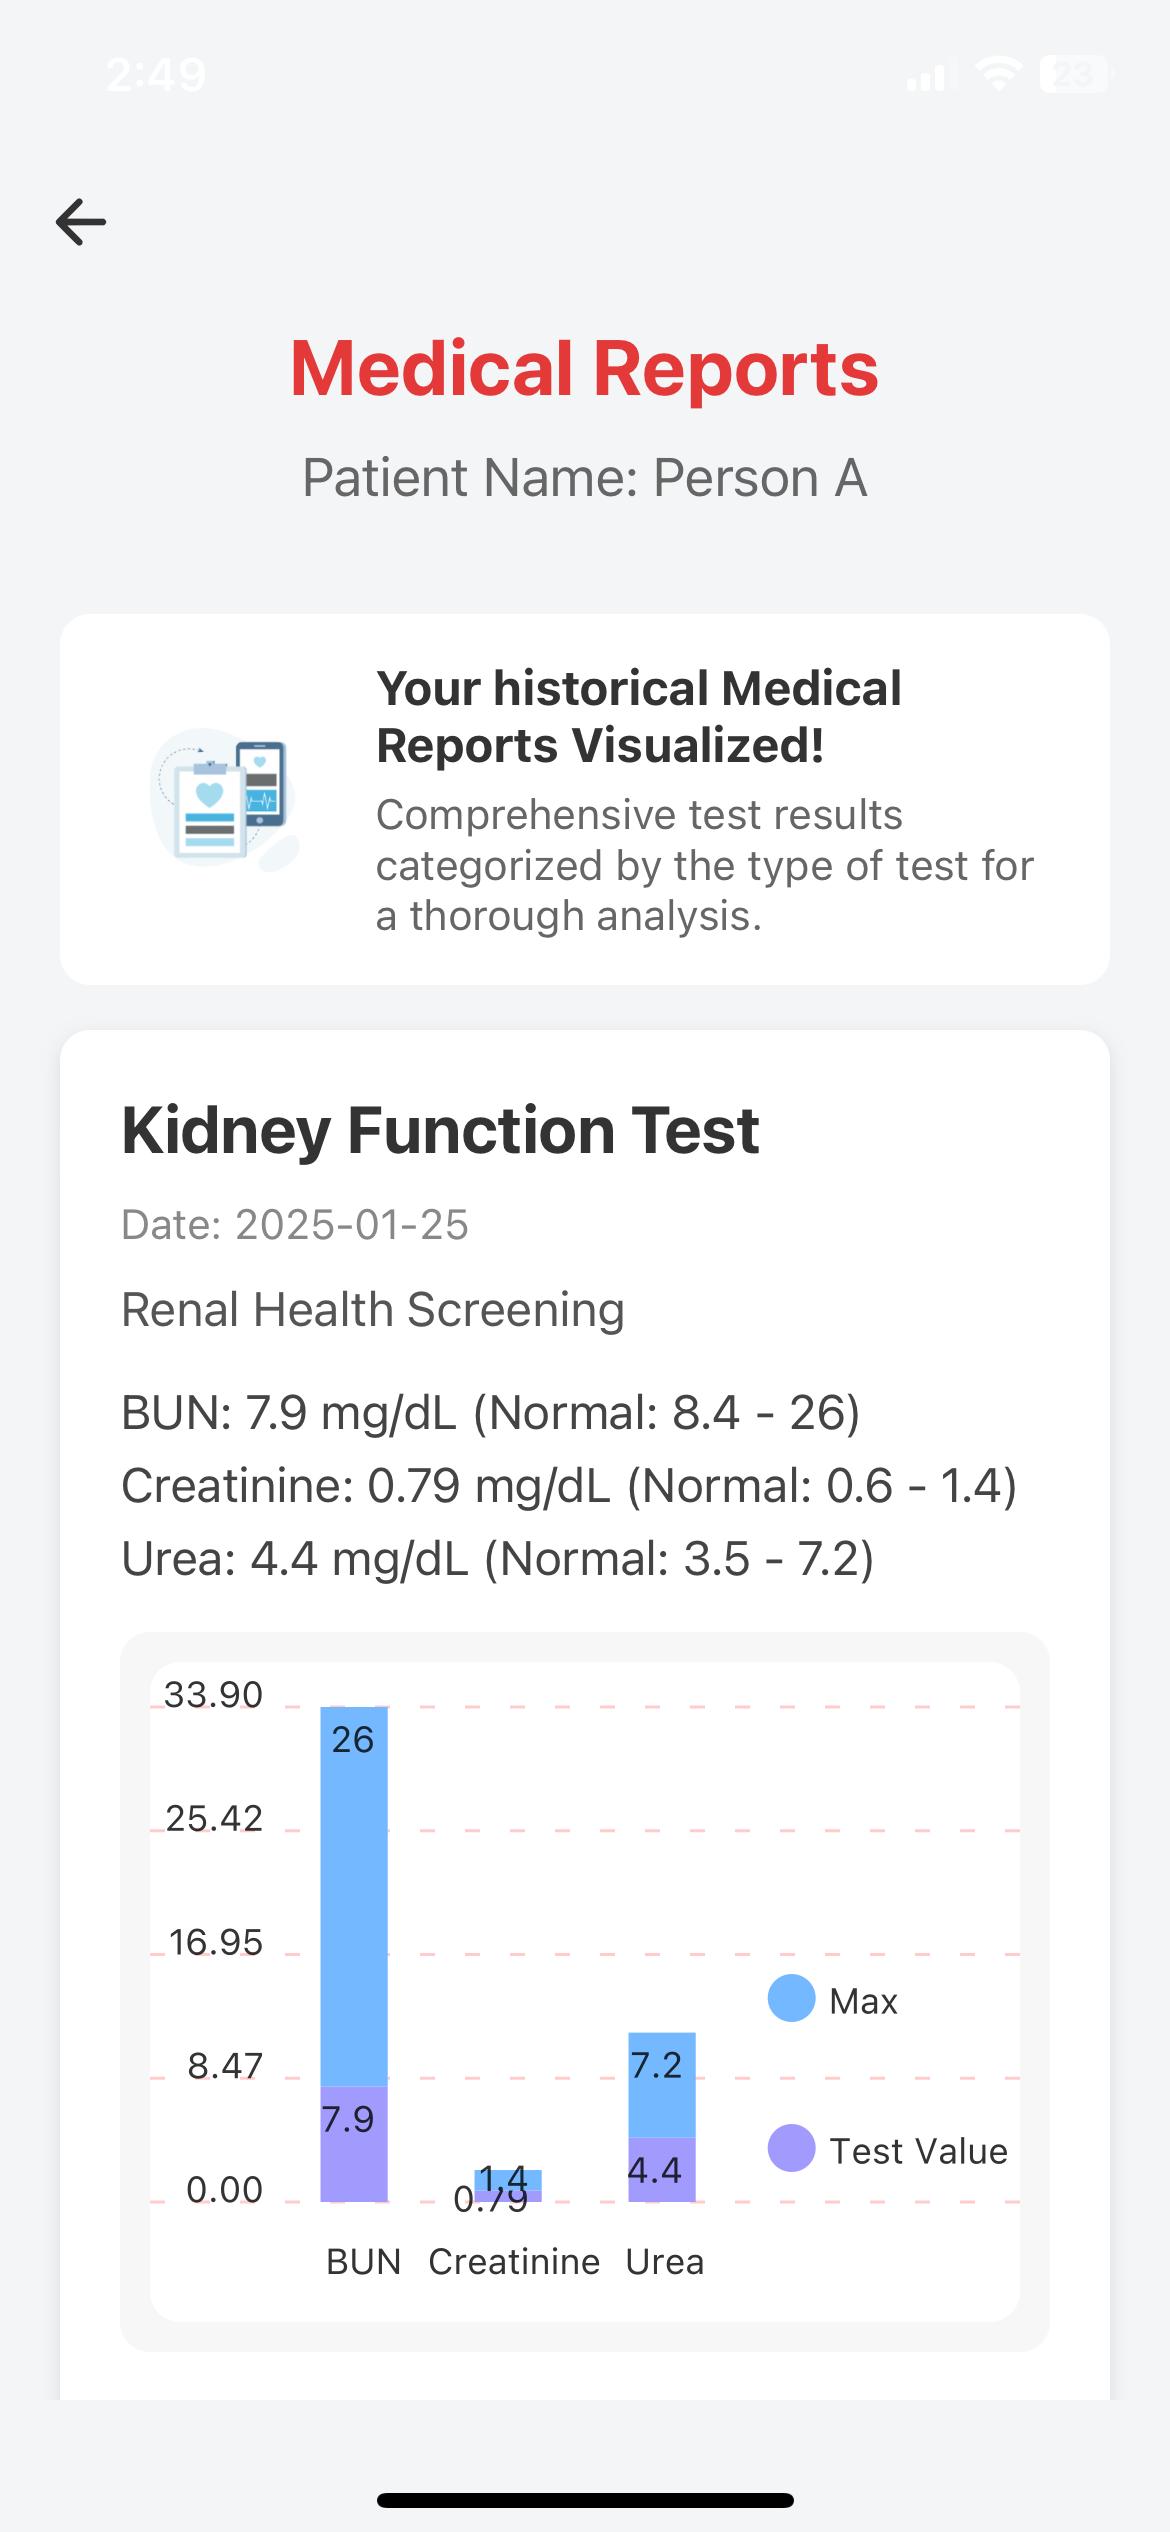 2:49
23
Medical Reports
Patient Name: Person A
Your historical Medical
Reports Visualized!
Comprehensive test results
categorized by the type of test for
a thorough analysis.
Kidney Function Test
Date: 2025-01-25
Renal Health Screening
BUN: 7.9 mg/dL (Normal: 8.4 - 26)
Creatinine: 0.79 mg/dL (Normal: 0.6 - 1.4)
Urea: 4.4 mg/dL (Normal: 3.5 - 7.2)
33.90
26
25.42
16.95
Max
8.47
7.2
7.9
Test Value
4.4
1.4
0.79
0.00
BUN Creatinine Urea